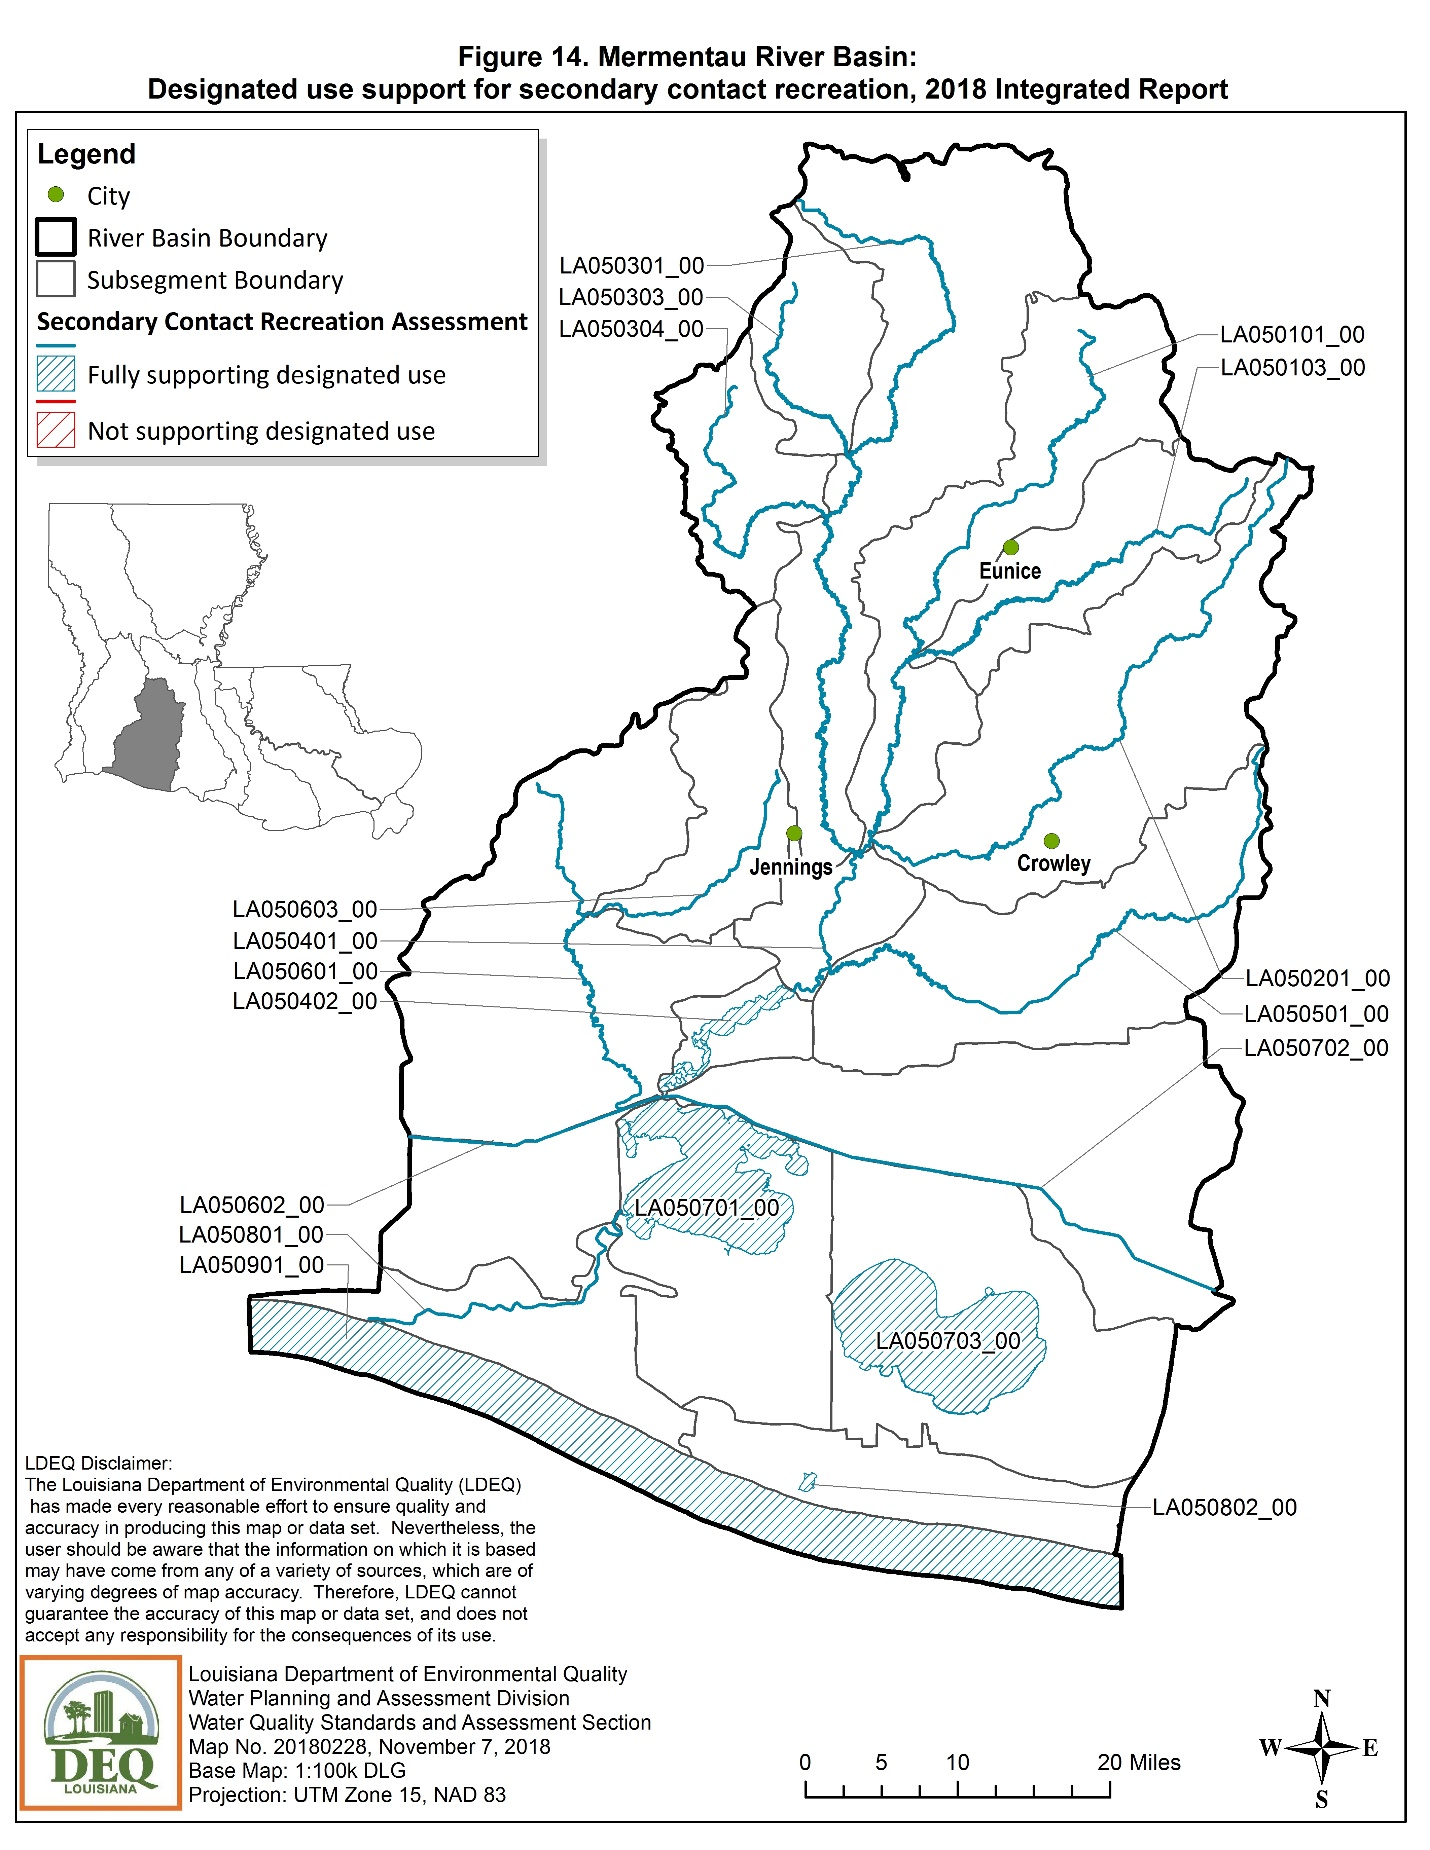 Figure 14. Mermentau River Basin:
Designated use support for secondary contact recreation, 2018 Integrated Report
Legend
City
River Basin Boundary
Subsegment Boundary
Secondary Contact Recreation Assessment
Fully supporting designated use
Not supporting designated use
LA050301_00
LA050303_00
LA050304_00
LA050101_00
LA050103_00
Eunice
Jennings
Crowley
LA050603_00
LA050401_00
LA050601_00
LA050402_00
LA050201_00
LA050501_00
LA050702_00
LA050602_00
LA050801_00
LA050901_00
LA050701_00
LA050703_00
LA050802_00
LDEQ Disclaimer:
The Louisiana Department of Environmental Quality (LDEQ)
has made every reasonable effort to ensure quality and
accuracy in producing this map or data set. Nevertheless, the
user should be aware that the information on which it is based
may have come from any of a variety of sources, which are of
varying degrees of map accuracy. Therefore, LDEQ cannot
guarantee the accuracy of this map or data set, and does not
accept any responsibility for the consequences of its use.
DEQ
LOUISIANA
Louisiana Department of Environmental Quality
Water Planning and Assessment Division
Water Quality Standards and Assessment Section
Map No. 20180228, November 7, 2018
Base Map: 1:100k DLG
Projection: UTM Zone 15, NAD 83
0 5 10 20 Miles
N
W E
S